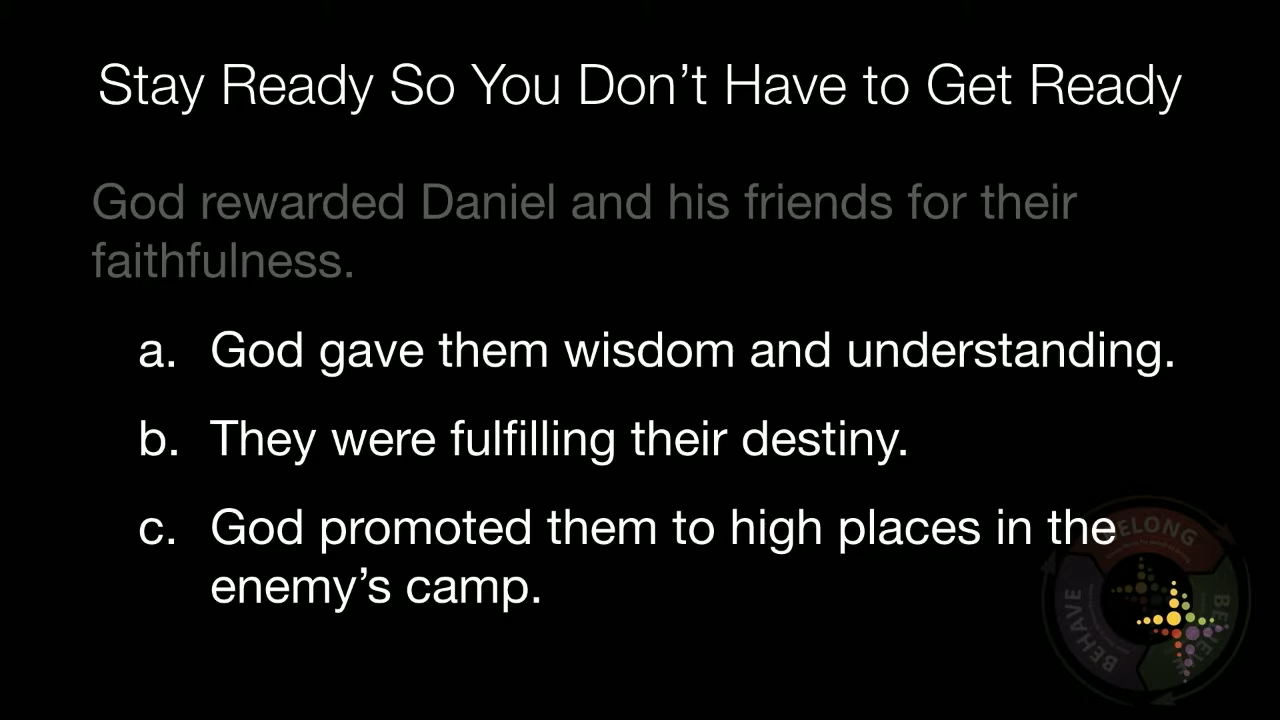 Stay Ready So You Don’t Have to Get Ready
God rewarded Daniel and his friends for their
faithfulness.
a. God gave them wisdom and understanding.
b. They were fulfilling their destiny.
c. God promoted them to high places in the
enemy’s camp.
BELONG
BEHAVE